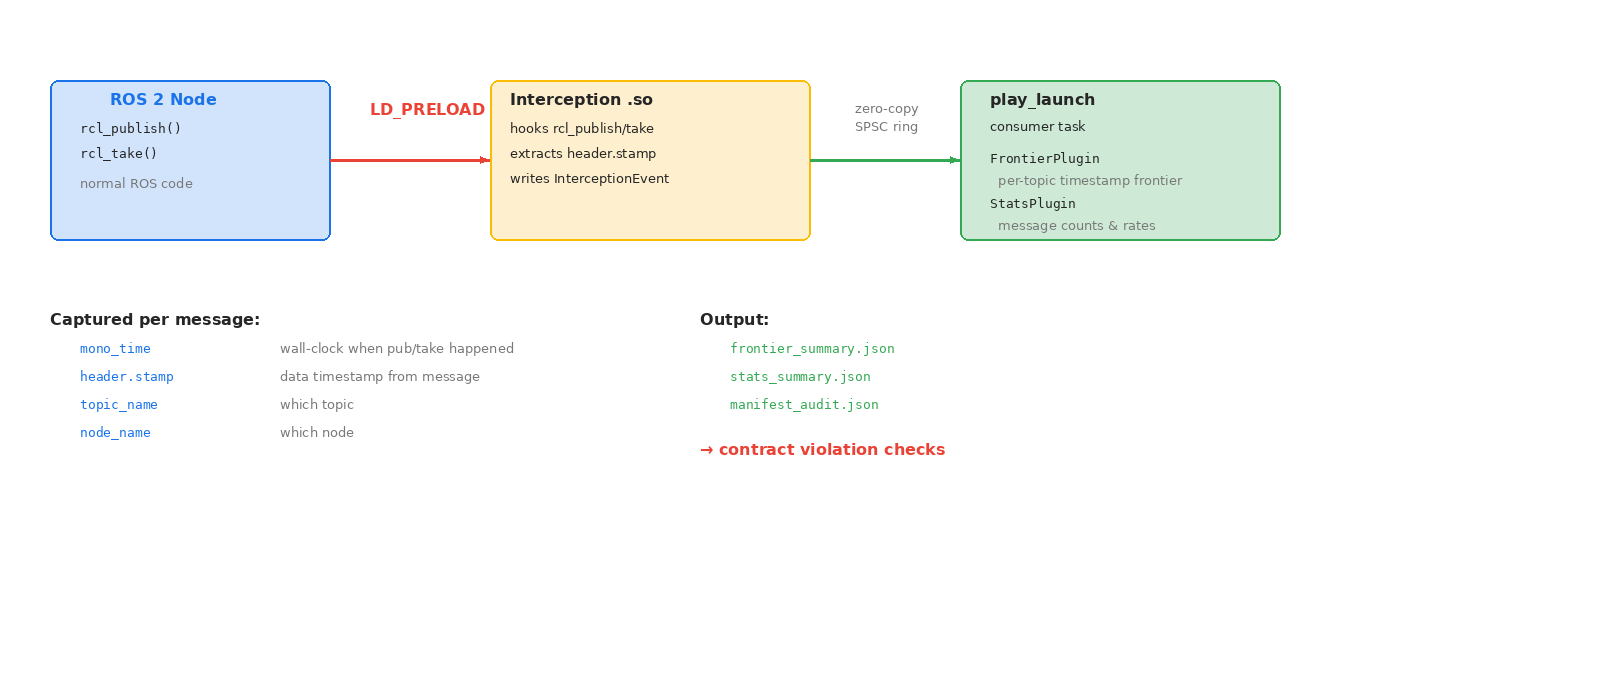 ROS 2 Node
rcl_publish()
rcl_take()
normal ROS code
LD_PRELOAD
Interception .so
hooks rcl_publish/take
extracts header.stamp
writes InterceptionEvent
zero-copy
SPSC ring
play_launch
consumer task
FrontierPlugin
per-topic timestamp frontier
StatsPlugin
message counts & rates
Captured per message:
mono_time wall-clock when pub/take happened
header.stamp data timestamp from message
topic_name which topic
node_name which node
Output:
frontier_summary.json
stats_summary.json
manifest_audit.json
→ contract violation checks